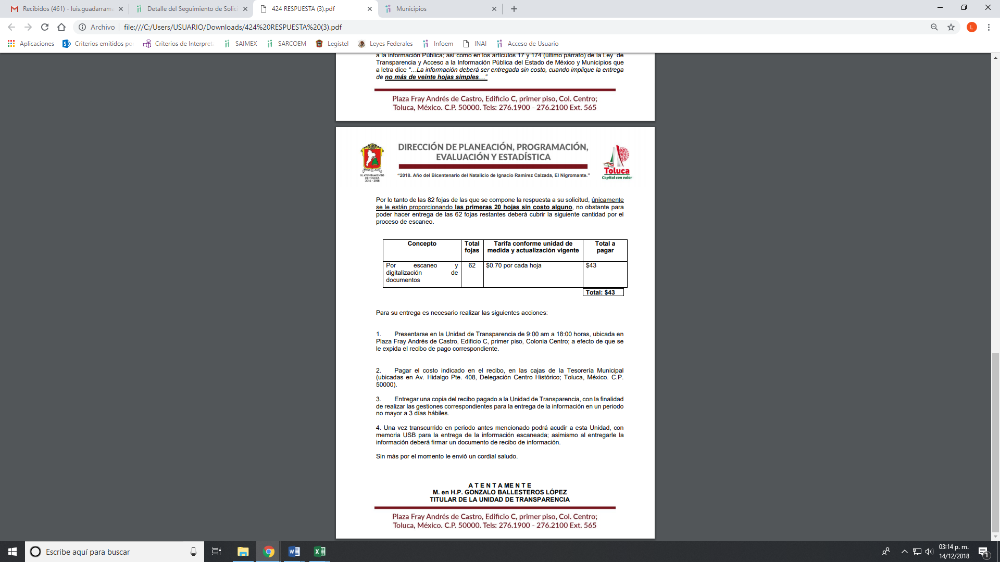 Recibidos (461) - luis.guadarrama
Detalle del Seguimiento de Solici
424 RESPUESTA (3).pdf
Municipios
Archivo
file:///C:/Users/USUARIO/Downloads/424%20RESPUESTA%20(3).pdf
L
Aplicaciones
Criterios emitidos po
Criterios de Interpret
SAIMEX
SARCOEM
Legistel
Leyes Federales
Infoem
INAI
Acceso de Usuario
a la información Pública; así como en los artículos 17 y 174 (último párrafo) de la Ley de
Transparencia y Acceso a la Información Pública del Estado de México y Municipios que
a letra dice “…La información deberá ser entregada sin costo, cuando implique la entrega
de no más de veinte hojas simples…”
Plaza Fray Andrés de Castro, Edificio C, primer piso, Col. Centro;
Toluca, México. C.P. 50000. Tels: 276.1900 - 276.2100 Ext. 565
H. AYUNTAMIENTO
DE TOLUCA
2016 - 2018
DIRECCIÓN DE PLANEACIÓN, PROGRAMACIÓN,
EVALUACIÓN Y ESTADÍSTICA
“2018. Año del Bicentenario del Natalicio de Ignacio Ramírez Calzada, El Nigromante.”
Toluca
Capital con valor
Por lo tanto de las 82 fojas de las que se compone la respuesta a su solicitud, únicamente
se le están proporcionando las primeras 20 hojas sin costo alguno, no obstante para
poder hacer entrega de las 62 fojas restantes deberá cubrir la siguiente cantidad por el
proceso de escaneo.
Concepto
Total
fojas
Tarifa conforme unidad de
medida y actualización vigente
Total a
pagar
Por escaneo y
digitalización de
documentos
62
$0.70 por cada hoja
$43
Total: $43
Para su entrega es necesario realizar las siguientes acciones:
1. Presentarse en la Unidad de Transparencia de 9:00 am a 18:00 horas, ubicada en
Plaza Fray Andrés de Castro, Edificio C, primer piso, Colonia Centro; a efecto de que se
le expida el recibo de pago correspondiente.
2. Pagar el costo indicado en el recibo, en las cajas de la Tesorería Municipal
(ubicadas en Av. Hidalgo Pte. 408, Delegación Centro Histórico; Toluca, México. C.P.
50000).
3. Entregar una copia del recibo pagado a la Unidad de Transparencia, con la finalidad
de realizar las gestiones correspondientes para la entrega de la información en un periodo
no mayor a 3 días hábiles.
4. Una vez transcurrido en periodo antes mencionado podrá acudir a esta Unidad, con
memoria USB para la entrega de la información escaneada; asimismo al entregarle la
información deberá firmar un documento de recibo de información.
Sin más por el momento le envió un cordial saludo.
A T E N T A M E N T E
M. en H.P. GONZALO BALLESTEROS LÓPEZ
TITULAR DE LA UNIDAD DE TRANSPARENCIA
Plaza Fray Andrés de Castro, Edificio C, primer piso, Col. Centro;
Toluca, México. C.P. 50000. Tels: 276.1900 - 276.2100 Ext. 565
Escribe aquí para buscar
03:14 p. m.
14/12/2018
1